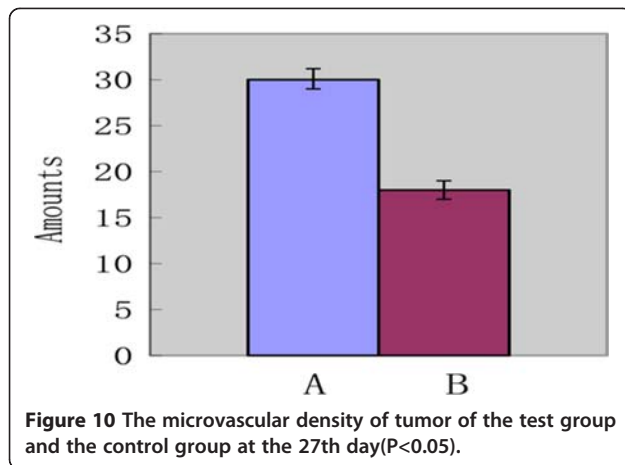 35
30
25
20
15
10
5
0
Amounts
A B
Figure 10 The microvascular density of tumor of the test group
and the control group at the 27th day(P<0.05).